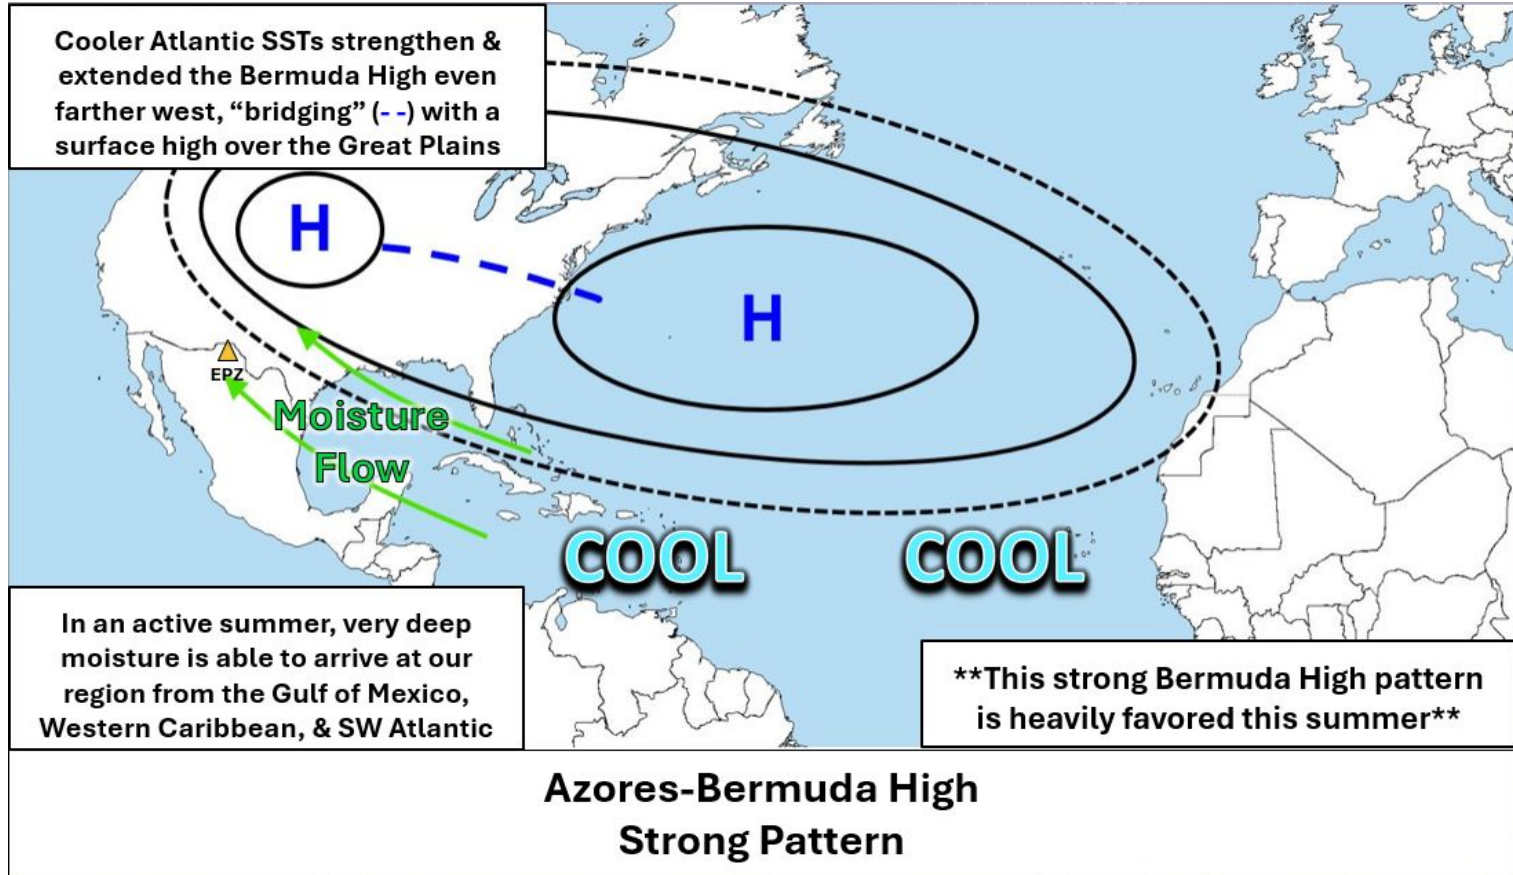 Cooler Atlantic SSTs strengthen &
extended the Bermuda High even
farther west, “bridging” (- -) with a
surface high over the Great Plains
H
H
EPZ
Moisture
Flow
COOL
COOL
In an active summer, very deep
moisture is able to arrive at our
region from the Gulf of Mexico,
Western Caribbean, & SW Atlantic
**This strong Bermuda High pattern
is heavily favored this summer**
Azores-Bermuda High
Strong Pattern